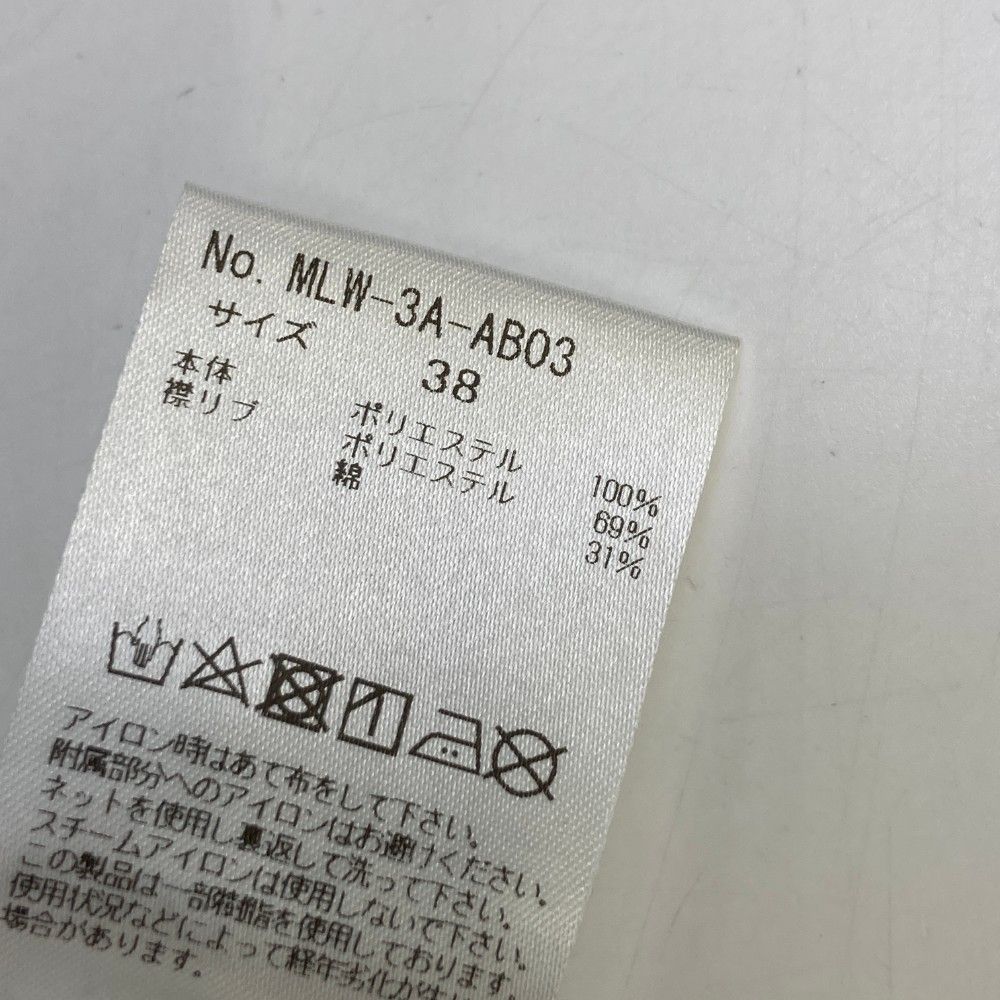 No. MLW-3A-AB03
サイズ 38
本体 ポリエステル 100%
襟リブ ポリエステル 69%
綿 31%
アイロン時はあて布をして下さい。
附属部分へのアイロンはお避けください。
ネットを使用し裏返して洗って下さい。
スチームアイロンは使用しないで下さい。
この製品は一部樹脂を使用しております。
使用状況などによって経年劣化が生
場合があります。